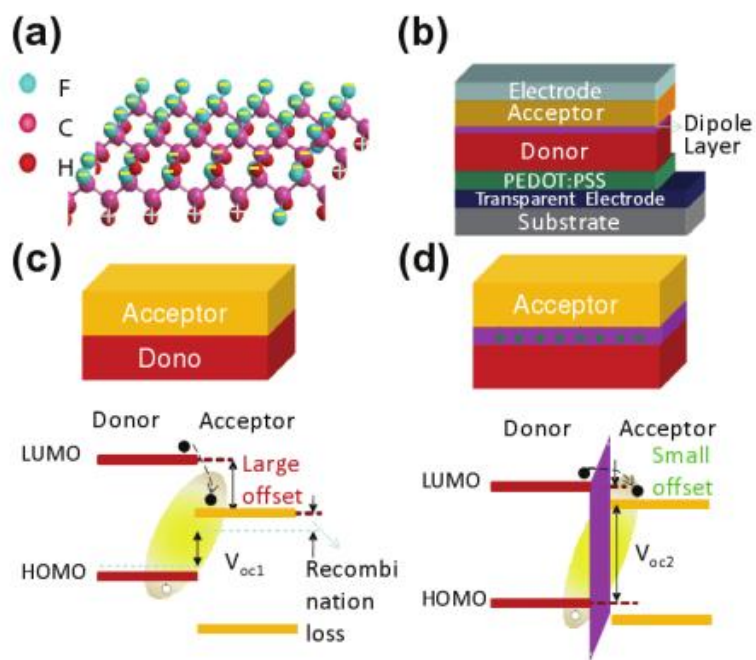 (a)
F
C
H
(b)
Electrode
Acceptor
Donor
PEDOT:PSS
Transparent Electrode
Substrate
Dipole
Layer
(c)
Acceptor
Dono
Donor Acceptor
LUMO
Large
offset
HOMO
Voc1
Recombi
nation
loss
(d)
Acceptor
Donor Acceptor
Small
offset
LUMO
Voc2
HOMO